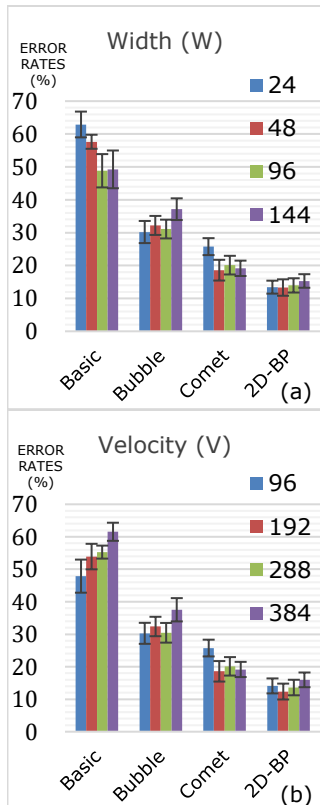 Width (W)
ERROR
RATES
(%)
24
48
96
144
70
60
50
40
30
20
10
0
Basic
Bubble
Comet
2D-BP
(a)
Velocity (V)
ERROR
RATES
(%)
96
192
288
384
70
60
50
40
30
20
10
0
Basic
Bubble
Comet
2D-BP
(b)